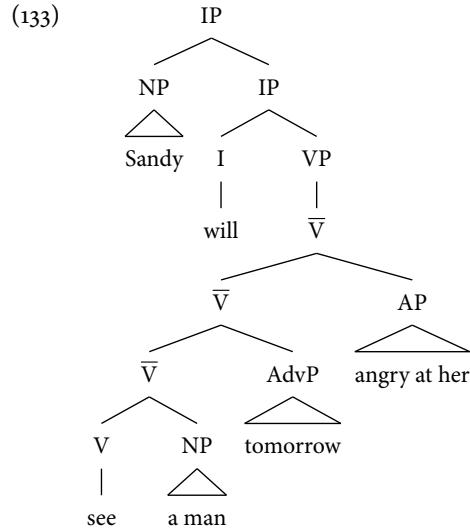 (133) IP
NP IP
Sandy I VP
will V̅
V̅ AP
V̅ AdvP angry at her
V NP tomorrow
see a man